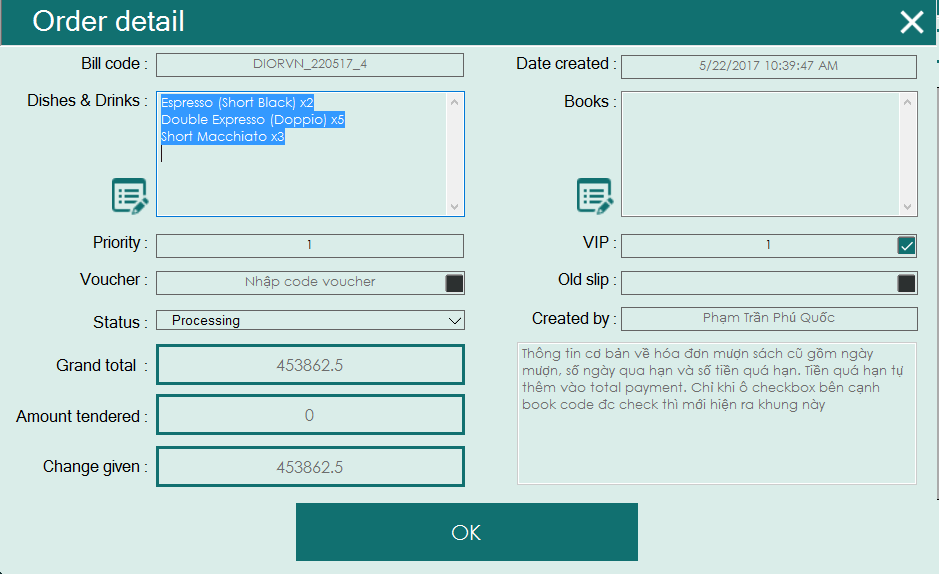 Order detail
Bill code : DIORVN_220517_4
Date created : 5/22/2017 10:39:47 AM
Dishes & Drinks :
Espresso (Short Black) x2
Double Expresso (Doppio) x5
Short Macchiato x3
Books :
Priority : 1
VIP : 1
Voucher : Nhập code voucher
Old slip :
Status : Processing
Created by : Phạm Trần Phú Quốc
Grand total : 453862.5
Amount tendered : 0
Change given : 453862.5
Thông tin cơ bản về hóa đơn mượn sách cũ gồm ngày
mượn, số ngày qua hạn và số tiền quá hạn. Tiền quá hạn tự
thêm vào total payment. Chỉ khi ô checkbox bên cạnh
book code đc check thì mới hiện ra khung này
OK